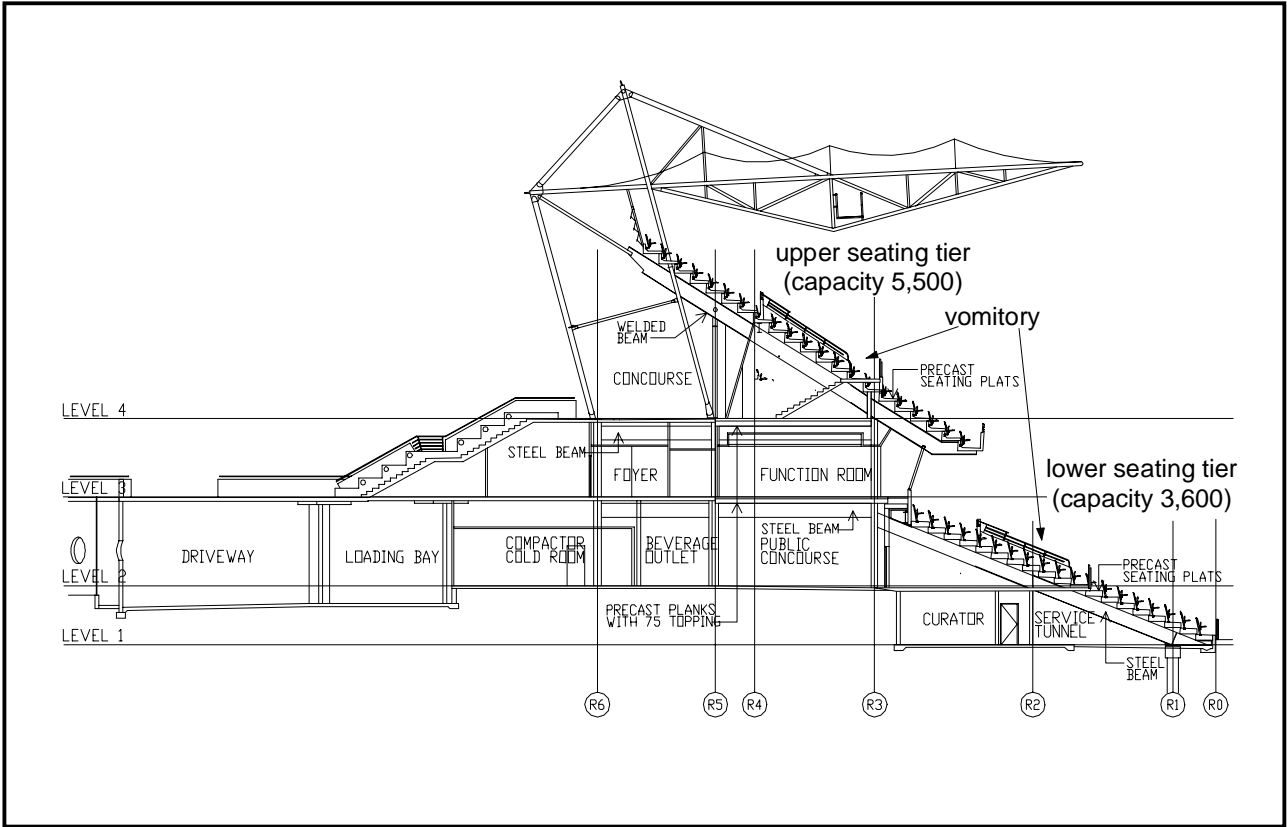 upper seating tier
(capacity 5,500)
vomitory
WELDED
BEAM
PRECAST
SEATING PLATS
CONCOURSE
LEVEL 4
STEEL BEAM
FOYER
FUNCTION ROOM
lower seating tier
(capacity 3,600)
LEVEL 3
STEEL BEAM
DRIVEWAY
LOADING BAY
COMPACTOR
COLD ROOM
BEVERAGE
OUTLET
PUBLIC
CONCOURSE
PRECAST
SEATING PLATS
LEVEL 2
PRECAST PLANKS
WITH 75 TOPPING
CURATOR
SERVICE
TUNNEL
LEVEL 1
STEEL
BEAM
R6
R5
R4
R3
R2
R1
R0